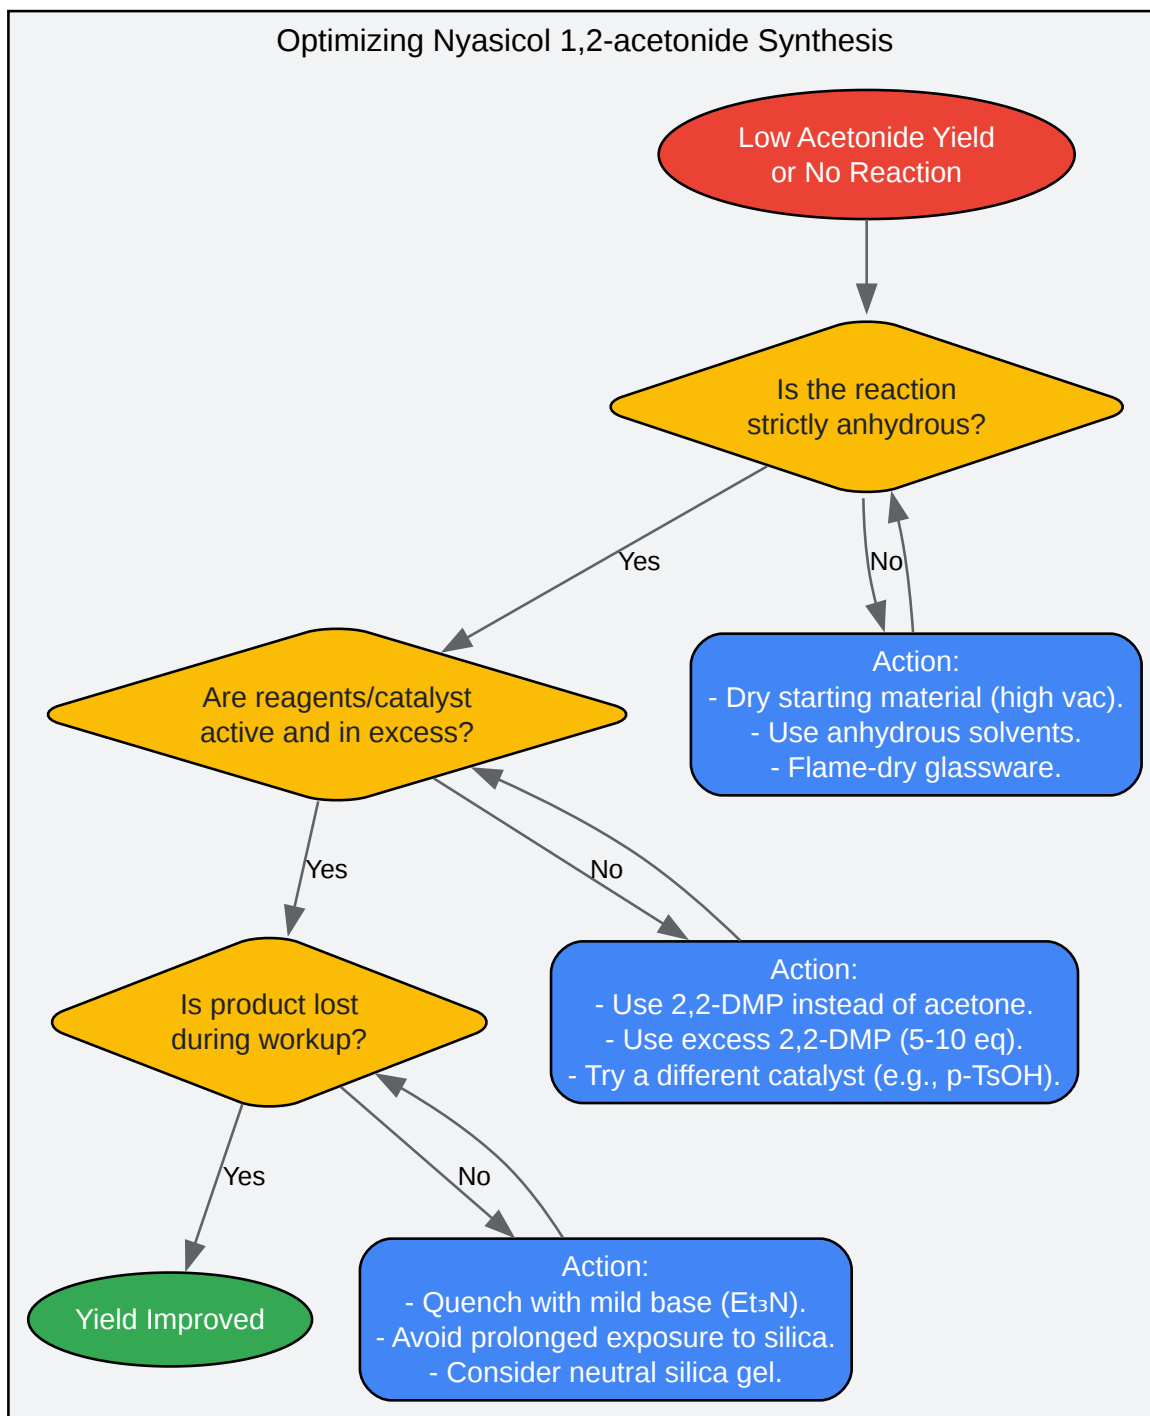 Optimizing Nyasicol 1,2-acetonide Synthesis
Low Acetonide Yield
or No Reaction
Is the reaction
strictly anhydrous?
Yes
No
Action:
- Dry starting material (high vac).
- Use anhydrous solvents.
- Flame-dry glassware.
Are reagents/catalyst
active and in excess?
Yes
No
Action:
- Use 2,2-DMP instead of acetone.
- Use excess 2,2-DMP (5-10 eq).
- Try a different catalyst (e.g., p-TsOH).
Is product lost
during workup?
Yes
No
Action:
- Quench with mild base (Et₃N).
- Avoid prolonged exposure to silica.
- Consider neutral silica gel.
Yield Improved